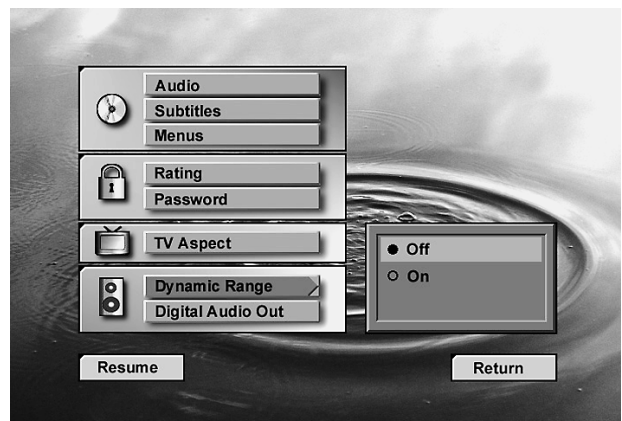 Audio
Subtitles
Menus
Rating
Password
TV Aspect
Dynamic Range
Digital Audio Out
Off
On
Resume
Return